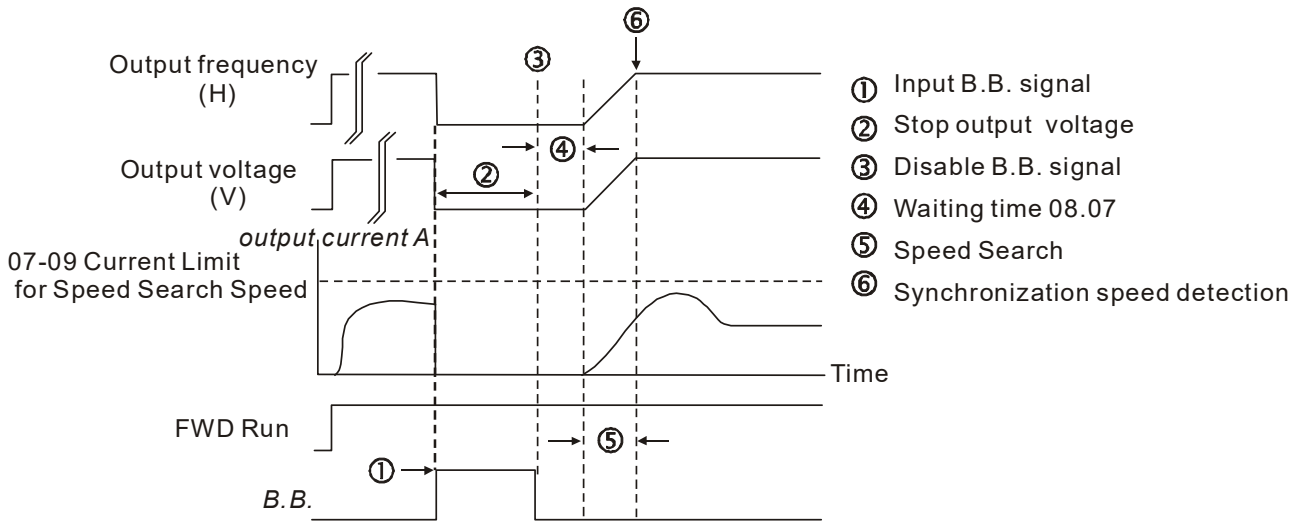 ⑥
Output frequency
(H)
③
① Input B.B. signal
② Stop output voltage
③ Disable B.B. signal
④ Waiting time 08.07
⑤ Speed Search
⑥ Synchronization speed detection
④
Output voltage
(V)
②
output current A
07-09 Current Limit
for Speed Search Speed
Time
FWD Run
⑤
①
B.B.